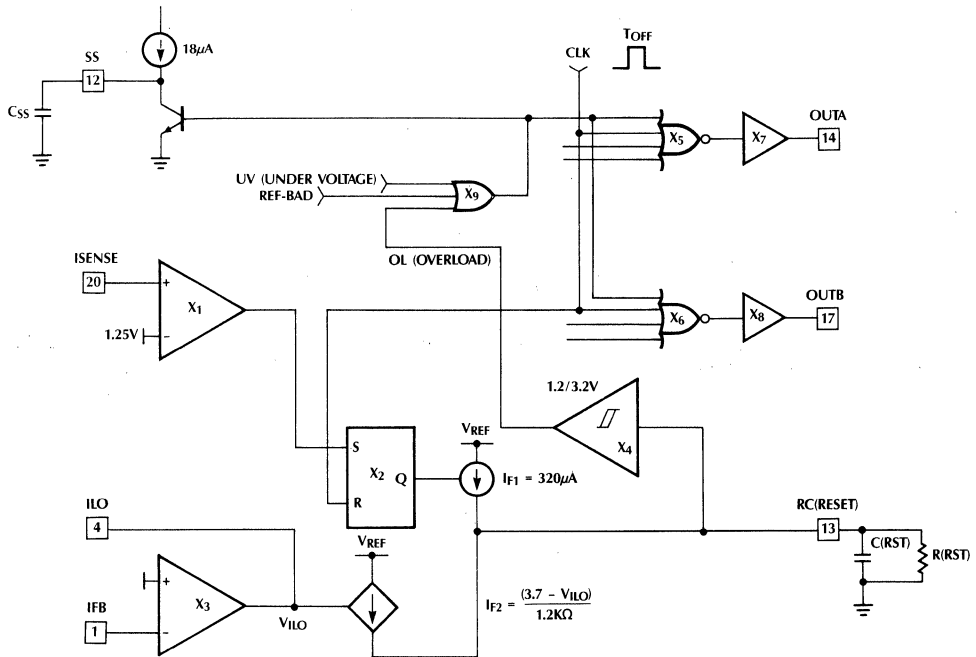 18µA
SS
12
CSS
CLK
TOFF
X5
X7
OUTA
14
UV (UNDER VOLTAGE)
REF-BAD
X9
OL (OVERLOAD)
ISENSE
20
+
X1
1.25V
−
OUTB
17
X6
X8
1.2/3.2V
X4
VREF
S
X2
Q
R
IF1 = 320µA
ILO
4
VREF
RC(RESET)
13
C(RST)
R(RST)
+
X3
IFB
1
−
VILO
IF2 = (3.7 − VILO)
1.2KΩ